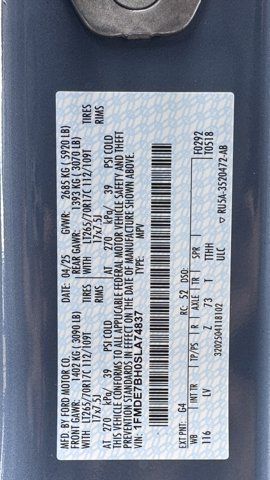 MFD. BY FORD MOTOR CO.
DATE: 04/25 GVWR: 2685 KG ( 5920 LB)
FRONT GAWR: 1402 KG (3090 LB) REAR GAWR: 1393 KG (3070 LB)
LT265/70R17C 112/109T TIRES LT265/70R17C 112/109T TIRES
17x7.5J RIMS 17x7.5J RIMS
AT 270 kPa/ 39 PSI COLD AT 270 kPa/ 39 PSI COLD
THIS VEHICLE CONFORMS TO ALL APPLICABLE FEDERAL MOTOR VEHICLE SAFETY AND THEFT
PREVENTION STANDARDS IN EFFECT ON THE DATE OF MANUFACTURE SHOWN ABOVE.
VIN: 1FMDE7BH0SLA74837
TYPE: MPV
F0292
T0518
EXT PNT: G4 RC: 52 DSO:
WB INT TR TP/PS R AXLE TR SPR
116 LV Z 73 T TTHH
3202504118102 ULC
▽ RU5A-3520472-AB